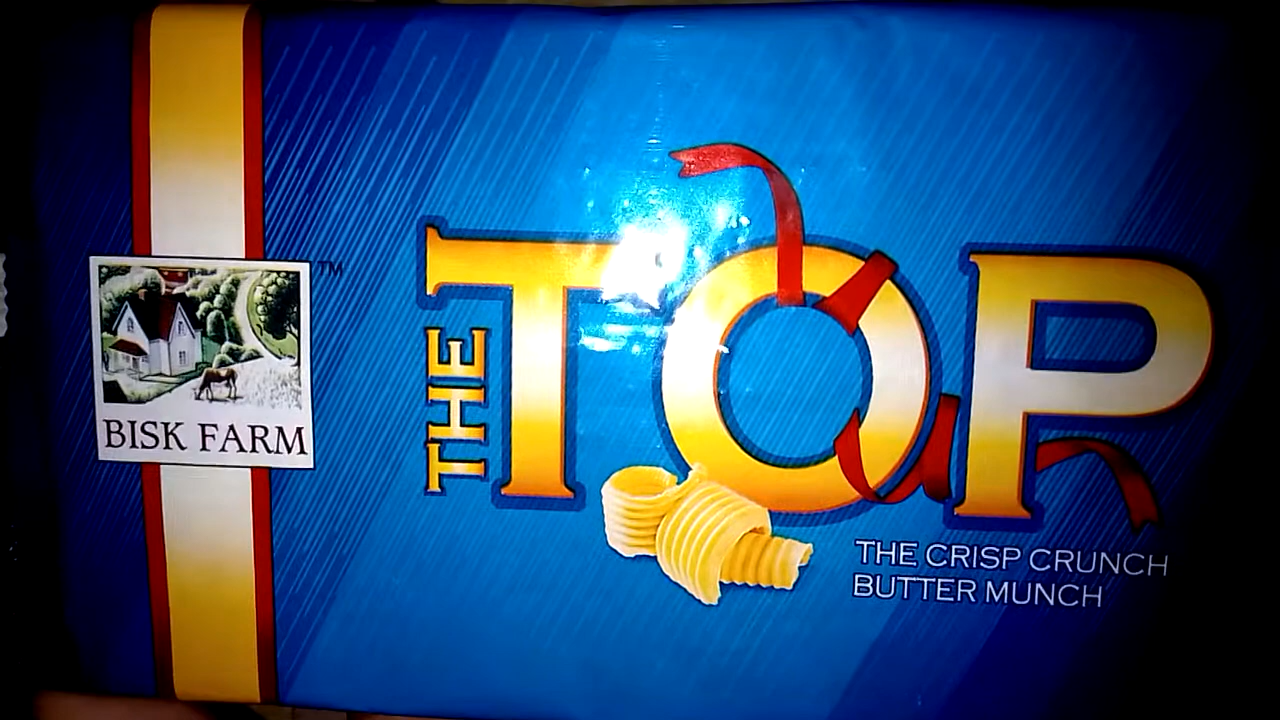 BISK FARM
TM
THE
TOP
THE CRISP CRUNCH
BUTTER MUNCH